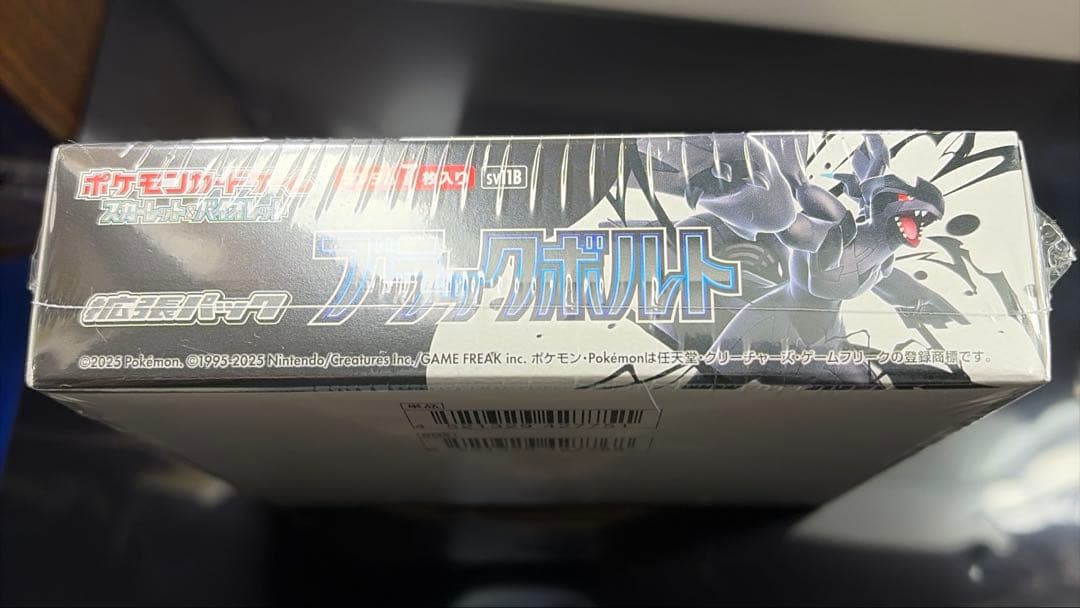 ポケモンカードゲーム
スカーレット&バイオレット
枚入り
拡張パック
ブラックボルト
©2025 Pokémon. ©1995-2025 Nintendo/Creatures Inc./GAME FREAK inc. ポケモン・Pokémonは任天堂・クリーチャーズ・ゲームフリークの登録商標です。